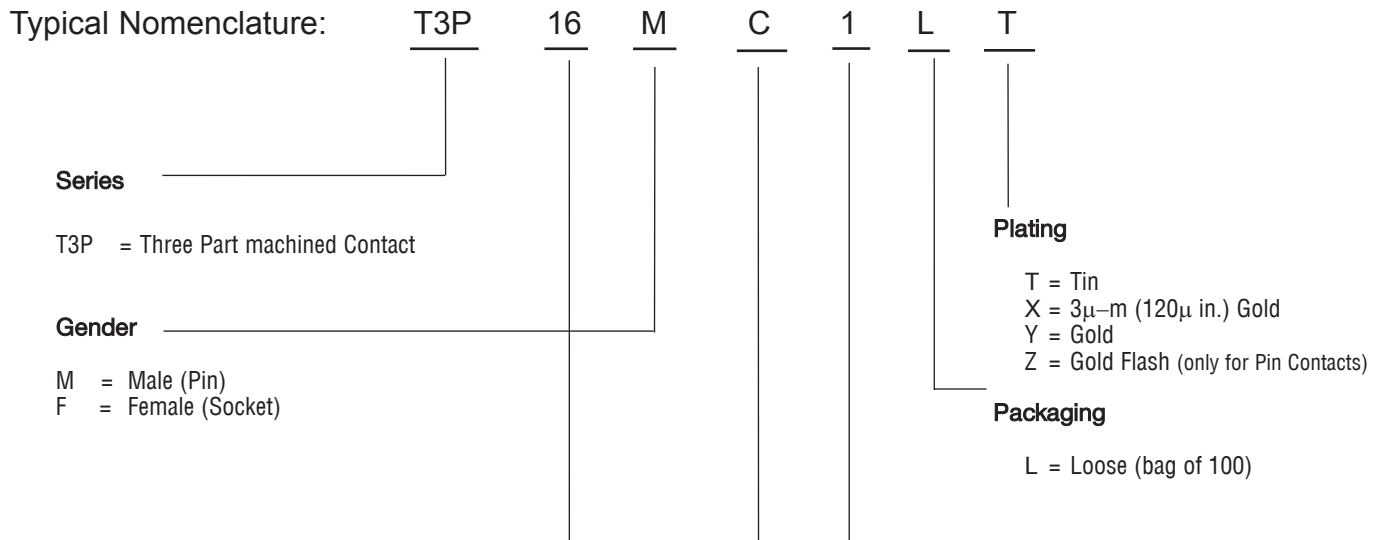 Typical Nomenclature: T3P 16 M C 1 L T
Series
T3P = Three Part machined Contact
Gender
M = Male (Pin)
F = Female (Socket)
Plating
T = Tin
X = 3μ–m (120μ in.) Gold
Y = Gold
Z = Gold Flash (only for Pin Contacts)
Packaging
L = Loose (bag of 100)